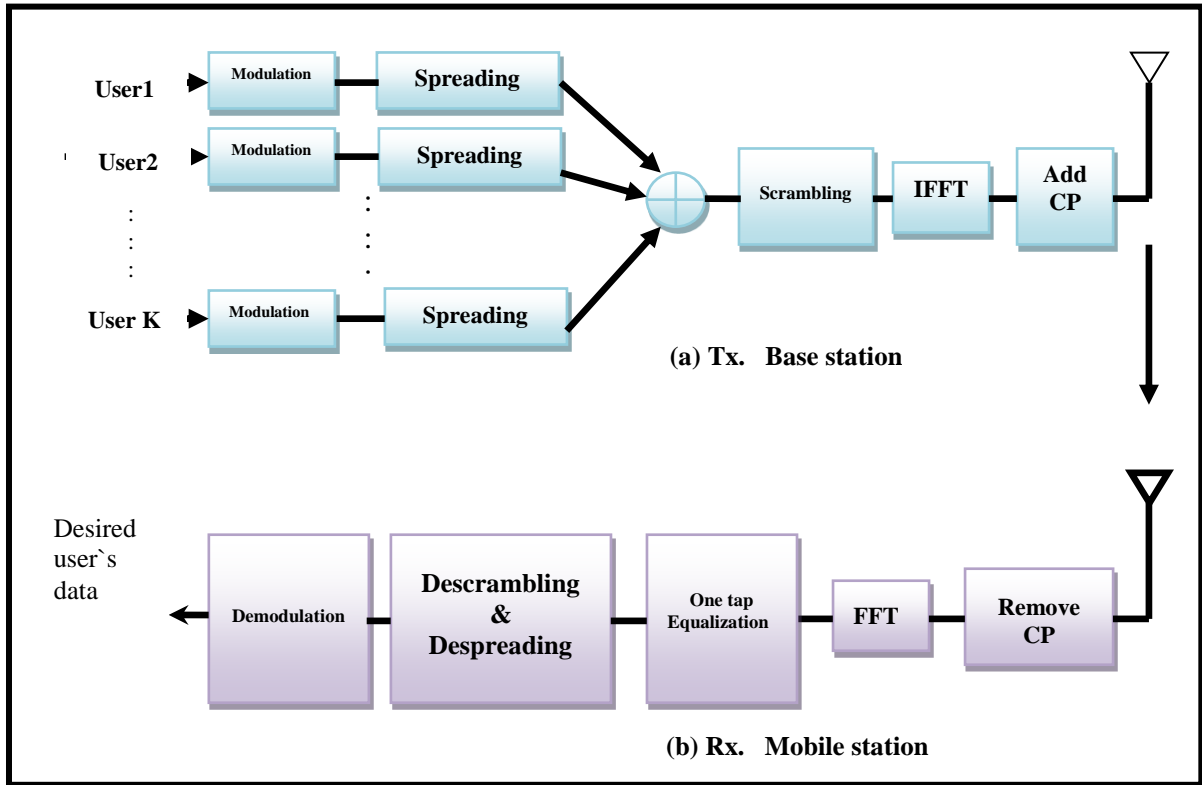 User1
Modulation
Spreading
User2
Modulation
Spreading
User K
Modulation
Spreading
Scrambling
IFFT
Add
CP
(a) Tx. Base station
Desired
user`s
data
Demodulation
Descrambling
&
Despreading
One tap
Equalization
FFT
Remove
CP
(b) Rx. Mobile station